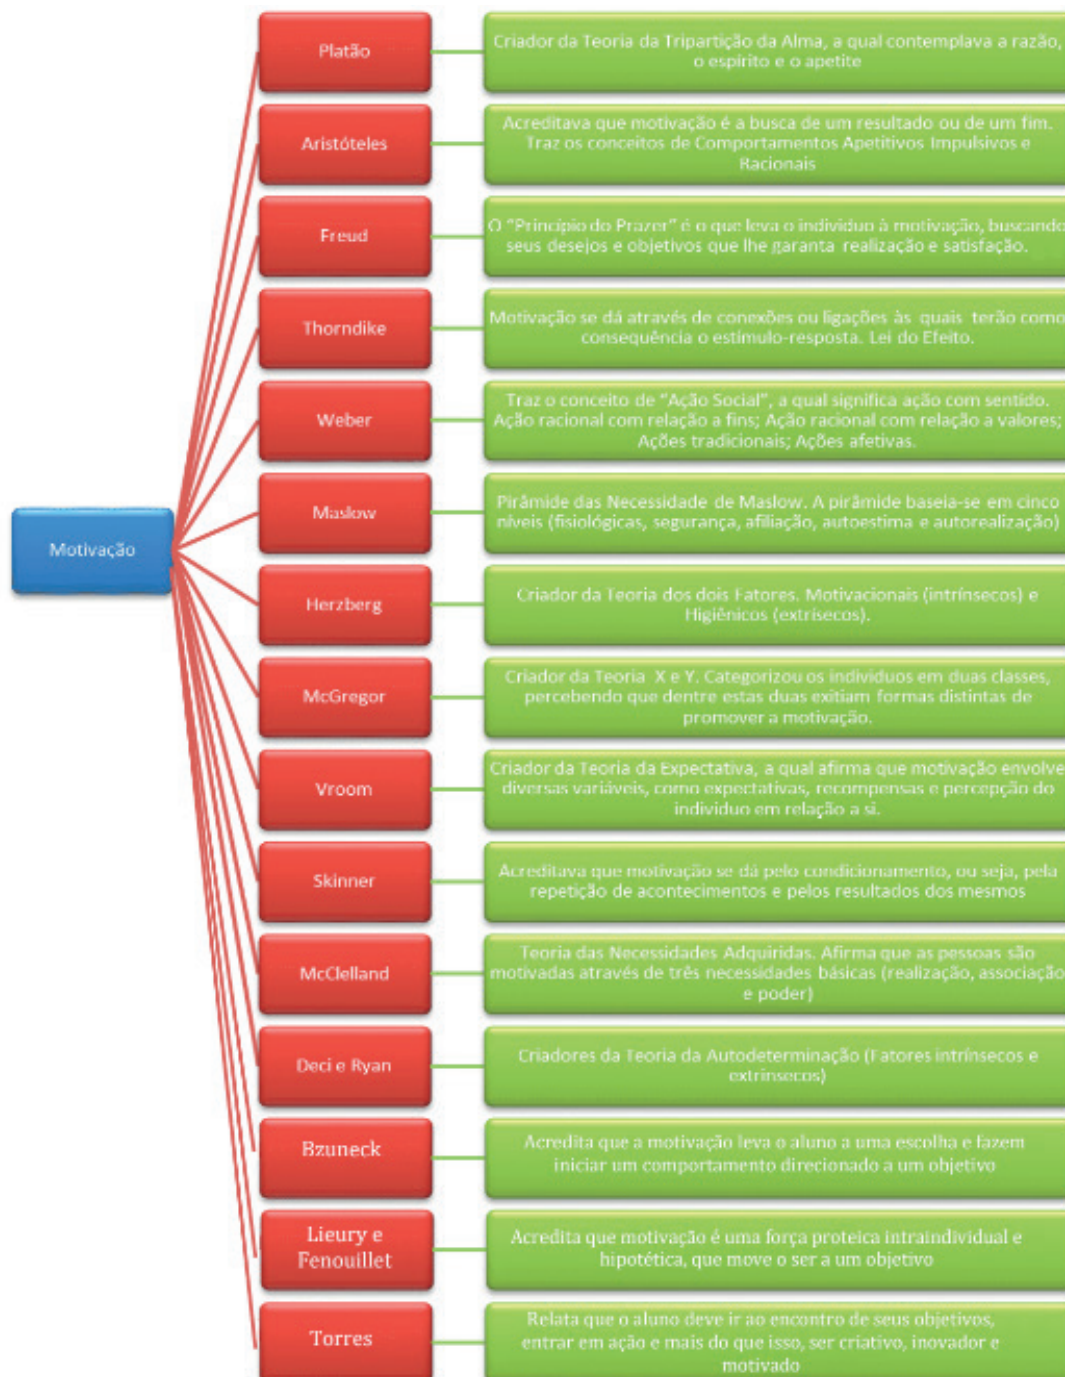 Motivação
Platão
Criador da Teoria da Tripartição da Alma, a qual contemplava a razão,
o espírito e o apetite
Aristóteles
Acreditava que motivação é a busca de um resultado ou de um fim.
Traz os conceitos de Comportamentos Apetitivos Impulsivos e
Racionais
Freud
O “Princípio do Prazer” é o que leva o individuo à motivação, buscando
seus desejos e objetivos que lhe garanta realização e satisfação.
Thorndike
Motivação se dá através de conexões ou ligações às quais terão como
consequência o estímulo-resposta. Lei do Efeito.
Weber
Traz o conceito de “Ação Social”, a qual significa ação com sentido.
Ação racional com relação a fins; Ação racional com relação a valores;
Ações tradicionais; Ações afetivas.
Maslow
Pirâmide das Necessidade de Maslow. A pirâmide baseia-se em cinco
níveis (fisiológicas, segurança, afiliação, autoestima e autorealização)
Herzberg
Criador da Teoria dos dois Fatores. Motivacionais (intrínsecos) e
Higiênicos (extrísecos).
McGregor
Criador da Teoria X e Y. Categorizou os individuos em duas classes,
percebendo que dentre estas duas exitiam formas distintas de
promover a motivação.
Vroom
Criador da Teoria da Expectativa, a qual afirma que motivação envolve
diversas variáveis, como expectativas, recompensas e percepção do
individuo em relação a si.
Skinner
Acreditava que motivação se dá pelo condicionamento, ou seja, pela
repetição de acontecimentos e pelos resultados dos mesmos
McClelland
Teoria das Necessidades Adquiridas. Afirma que as pessoas são
motivadas através de três necessidades básicas (realização, associação
e poder)
Deci e Ryan
Criadores da Teoria da Autodeterminação (Fatores intrínsecos e
extrínsecos)
Bzuneck
Acredita que a motivação leva o aluno a uma escolha e fazem
iniciar um comportamento direcionado a um objetivo
Lieury e
Fenouillet
Acredita que motivação é uma força proteica intraindividual e
hipotética, que move o ser a um objetivo
Torres
Relata que o aluno deve ir ao encontro de seus objetivos,
entrar em ação e mais do que isso, ser criativo, inovador e
motivado